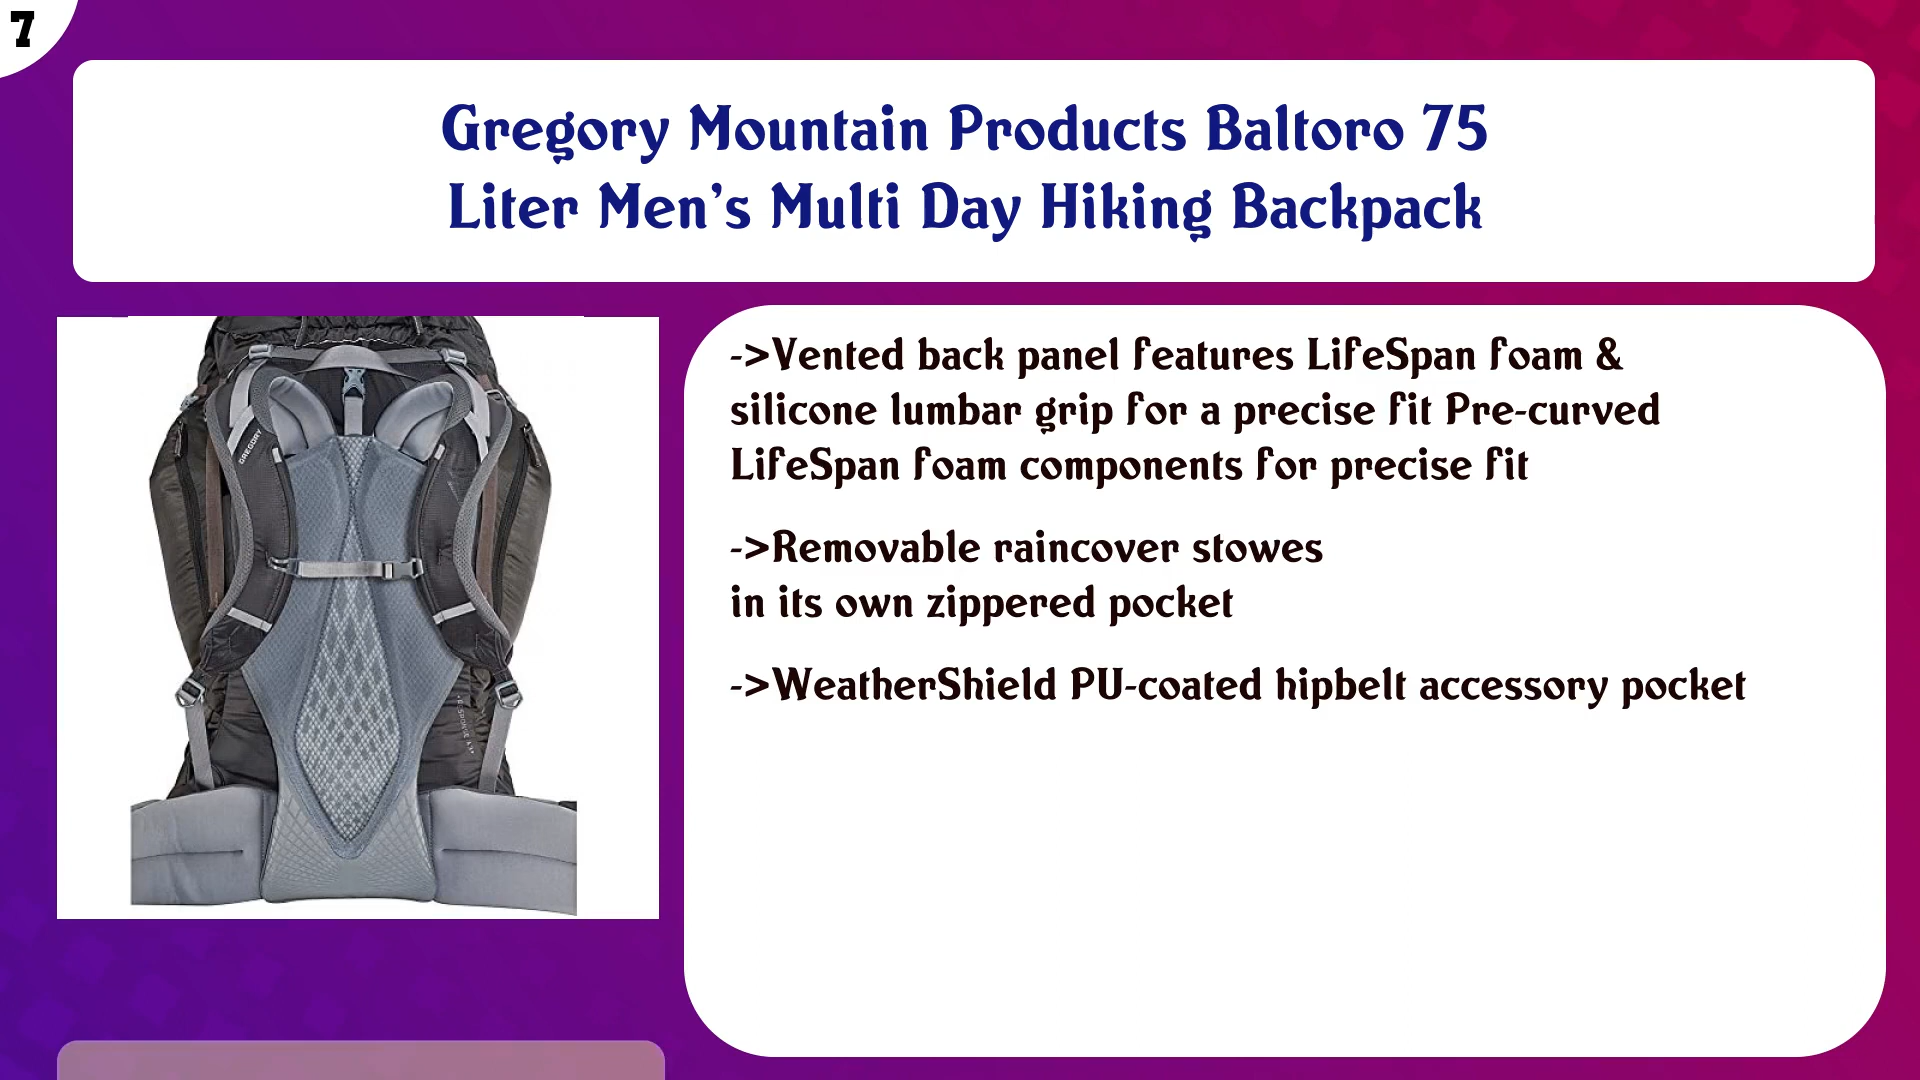 7
Gregory Mountain Products Baltoro 75
Liter Men's Multi Day Hiking Backpack
GREGORY
->Vented back panel features LifeSpan foam &
silicone lumbar grip for a precise fit Pre-curved
LifeSpan foam components for precise fit
->Removable raincover stowes
in its own zippered pocket
->WeatherShield PU-coated hipbelt accessory pocket